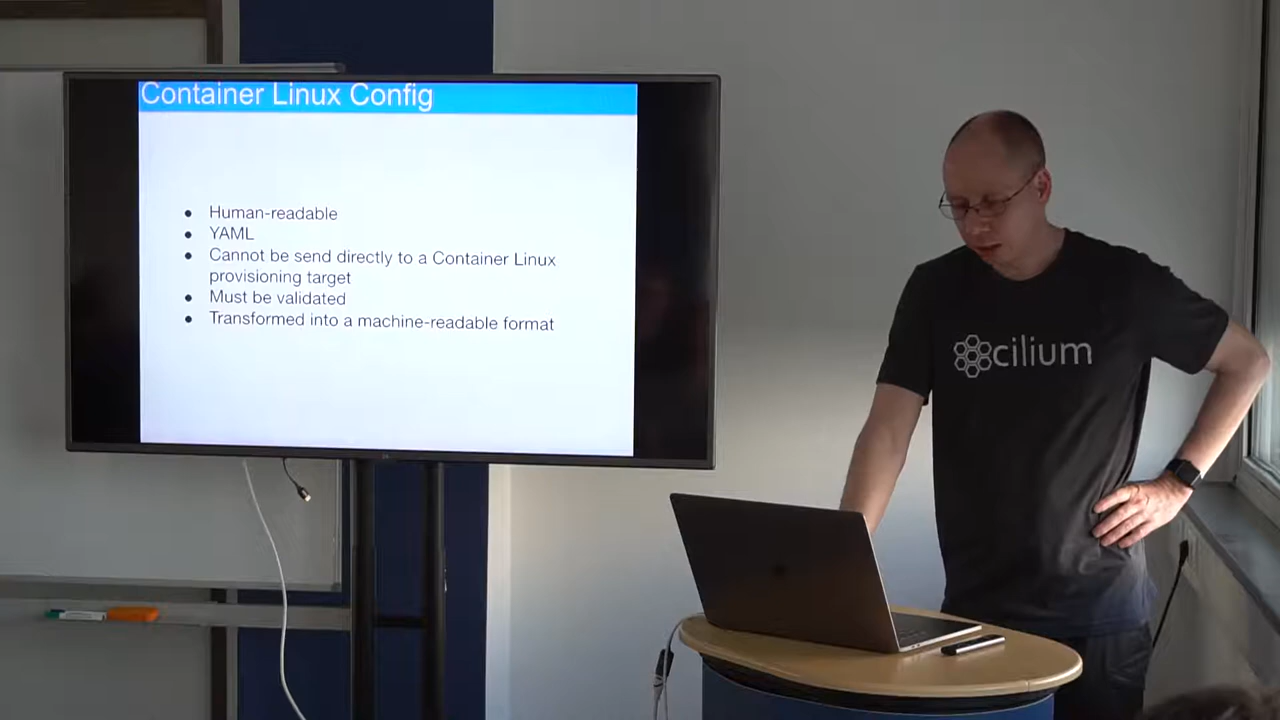 Container Linux Config
Human-readable
YAML
Cannot be send directly to a Container Linux
provisioning target
Must be validated
Transformed into a machine-readable format
cilium